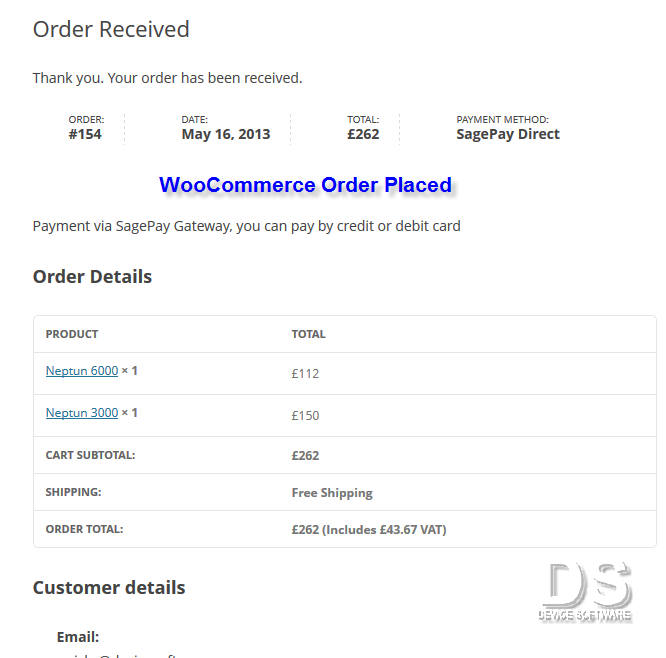 Order Received
Thank you. Your order has been received.
ORDER: DATE: TOTAL: PAYMENT METHOD:
#154 May 16, 2013 £262 SagePay Direct
WooCommerce Order Placed
Payment via SagePay Gateway, you can pay by credit or debit card
Order Details
PRODUCT TOTAL
Neptun 6000 × 1 £112
Neptun 3000 × 1 £150
CART SUBTOTAL: £262
SHIPPING: Free Shipping
ORDER TOTAL: £262 (Includes £43.67 VAT)
Customer details
DS
DEVICE SOFTWARE
Email: